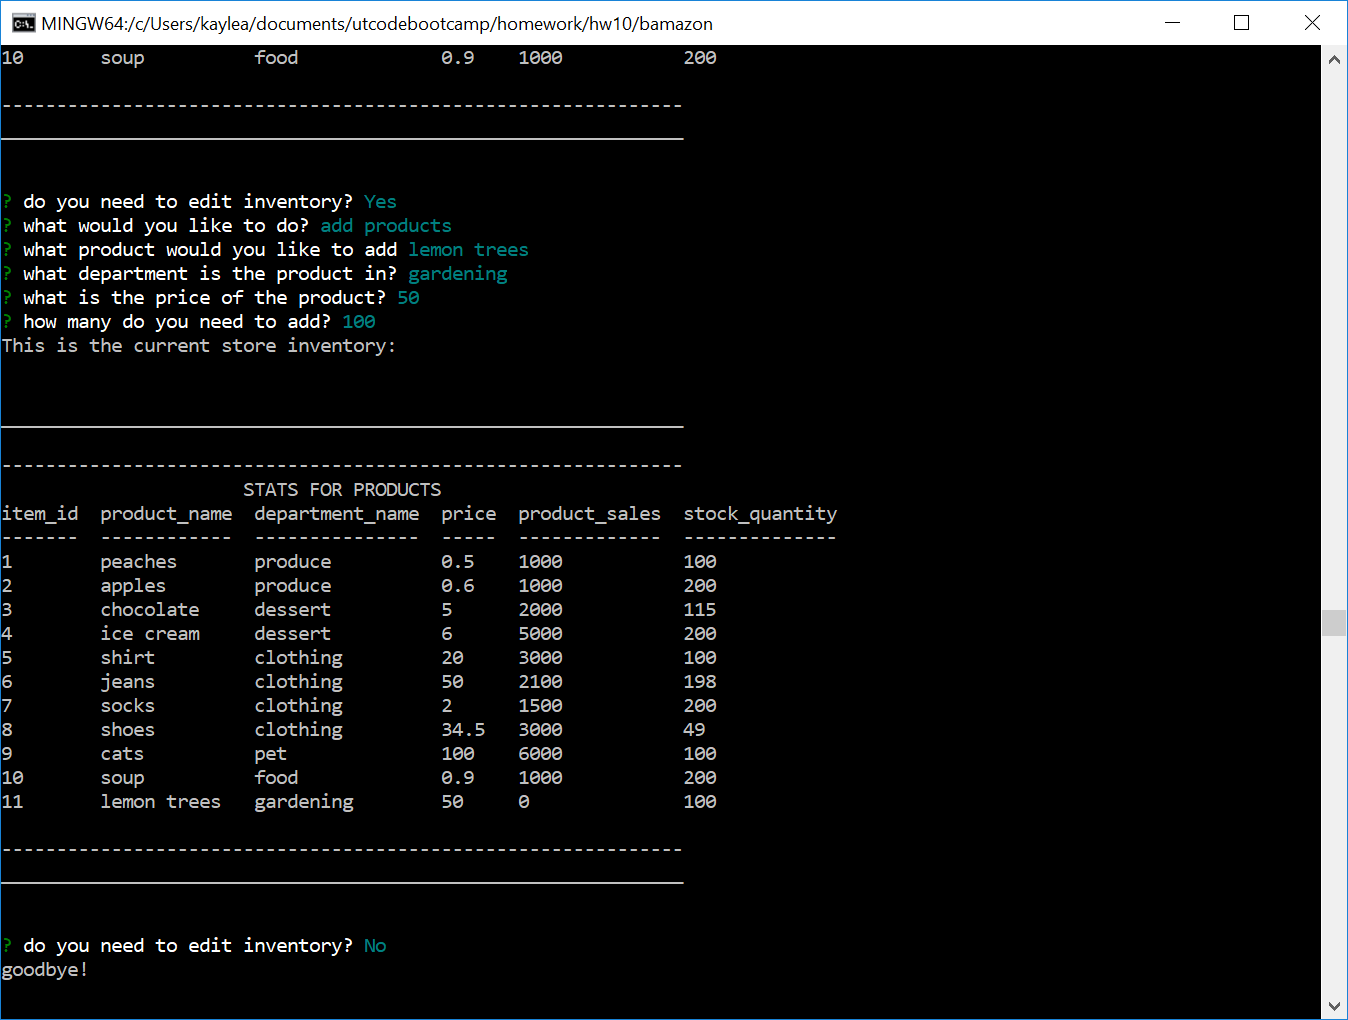 MINGW64:/c/Users/kaylea/documents/utcodebootcamp/homework/hw10/bamazon
10       soup          food             0.9    1000           200
--------------------------------------------------------------
? do you need to edit inventory? Yes
? what would you like to do? add products
? what product would you like to add lemon trees
? what department is the product in? gardening
? what is the price of the product? 50
? how many do you need to add? 100
This is the current store inventory:
--------------------------------------------------------------
                      STATS FOR PRODUCTS
item_id  product_name  department_name  price  product_sales  stock_quantity
-------  ------------  ---------------  -----  -------------  --------------
1        peaches       produce          0.5    1000           100
2        apples        produce          0.6    1000           200
3        chocolate     dessert          5      2000           115
4        ice cream     dessert          6      5000           200
5        shirt         clothing         20     3000           100
6        jeans         clothing         50     2100           198
7        socks         clothing         2      1500           200
8        shoes         clothing         34.5   3000           49
9        cats          pet              100    6000           100
10       soup          food             0.9    1000           200
11       lemon trees   gardening        50     0              100
--------------------------------------------------------------
? do you need to edit inventory? No
goodbye!